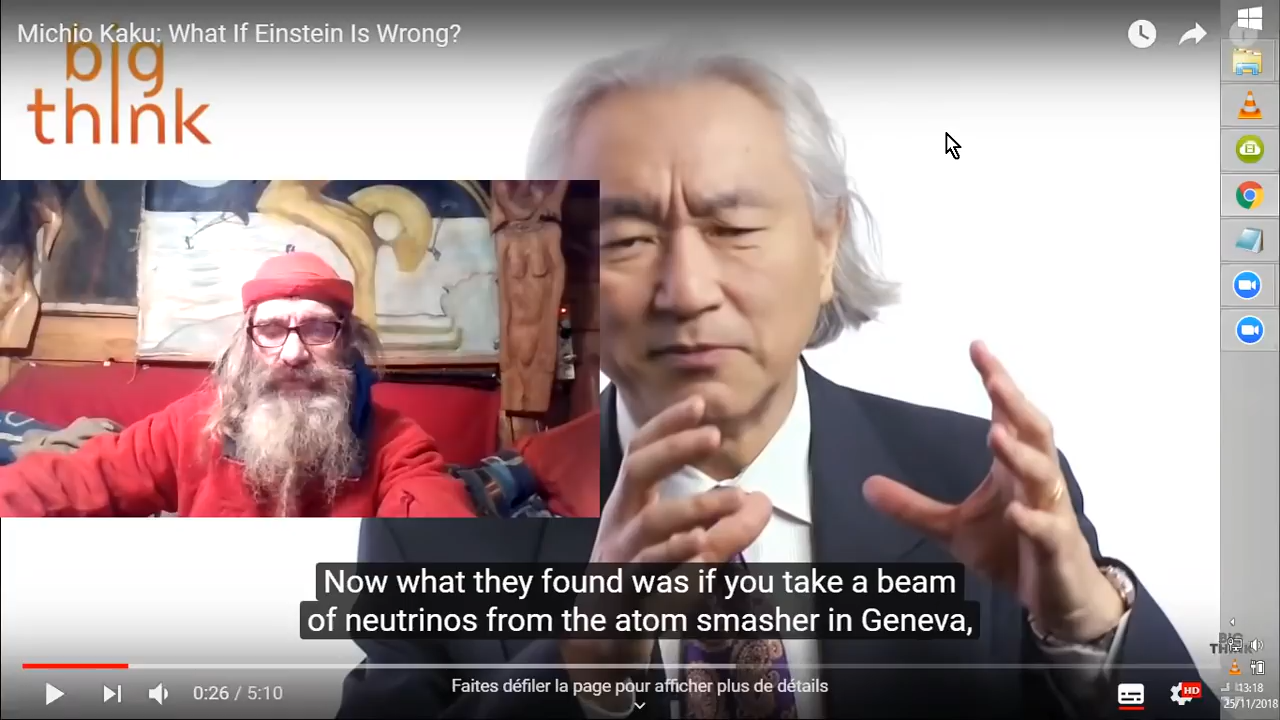 Michio Kaku: What If Einstein Is Wrong?
big
think
Now what they found was if you take a beam
of neutrinos from the atom smasher in Geneva,
BIG
THINK
0:26 / 5:10
Faites défiler la page pour afficher plus de détails
HD
13:18
25/11/2018